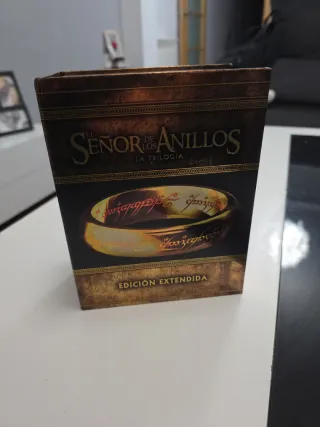 EL
SEÑOR DE LOS ANILLOS
LA TRILOGÍA
EDICIÓN EXTENDIDA